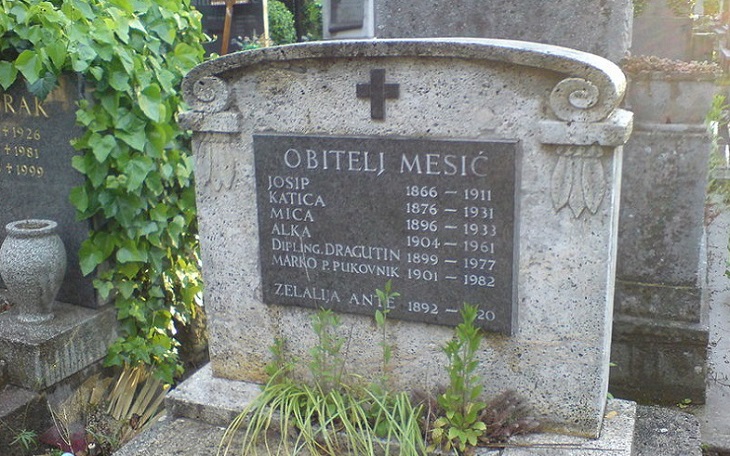 RAK
1926
1981
1999
OBITELJ MESIĆ
JOSIP 1866 – 1911
KATICA 1876 – 1931
MICA 1896 – 1933
ALKA 1904 – 1961
DIPL.ING. DRAGUTIN 1899 – 1977
MARKO P. PUKOVNIK 1901 – 1982
ZELALIJA ANTE 1892 –